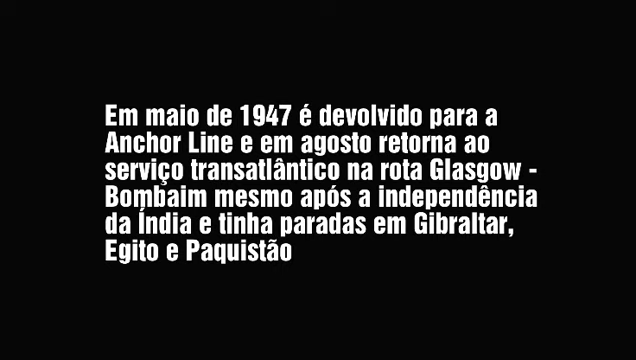 Em maio de 1947 é devolvido para a
Anchor Line e em agosto retorna ao
serviço transatlântico na rota Glasgow -
Bombaim mesmo após a independência
da Índia e tinha paradas em Gibraltar,
Egito e Paquistão